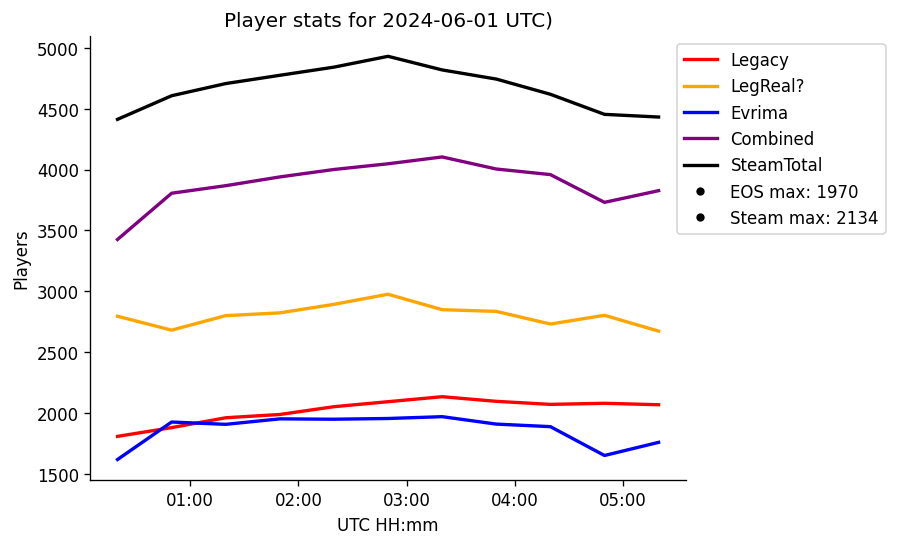 Player stats for 2024-06-01 UTC)
5000
4500
4000
3500
3000
2500
2000
1500
Players
01:00 02:00 03:00 04:00 05:00
UTC HH:mm
Legacy
LegReal?
Evrima
Combined
SteamTotal
EOS max: 1970
Steam max: 2134